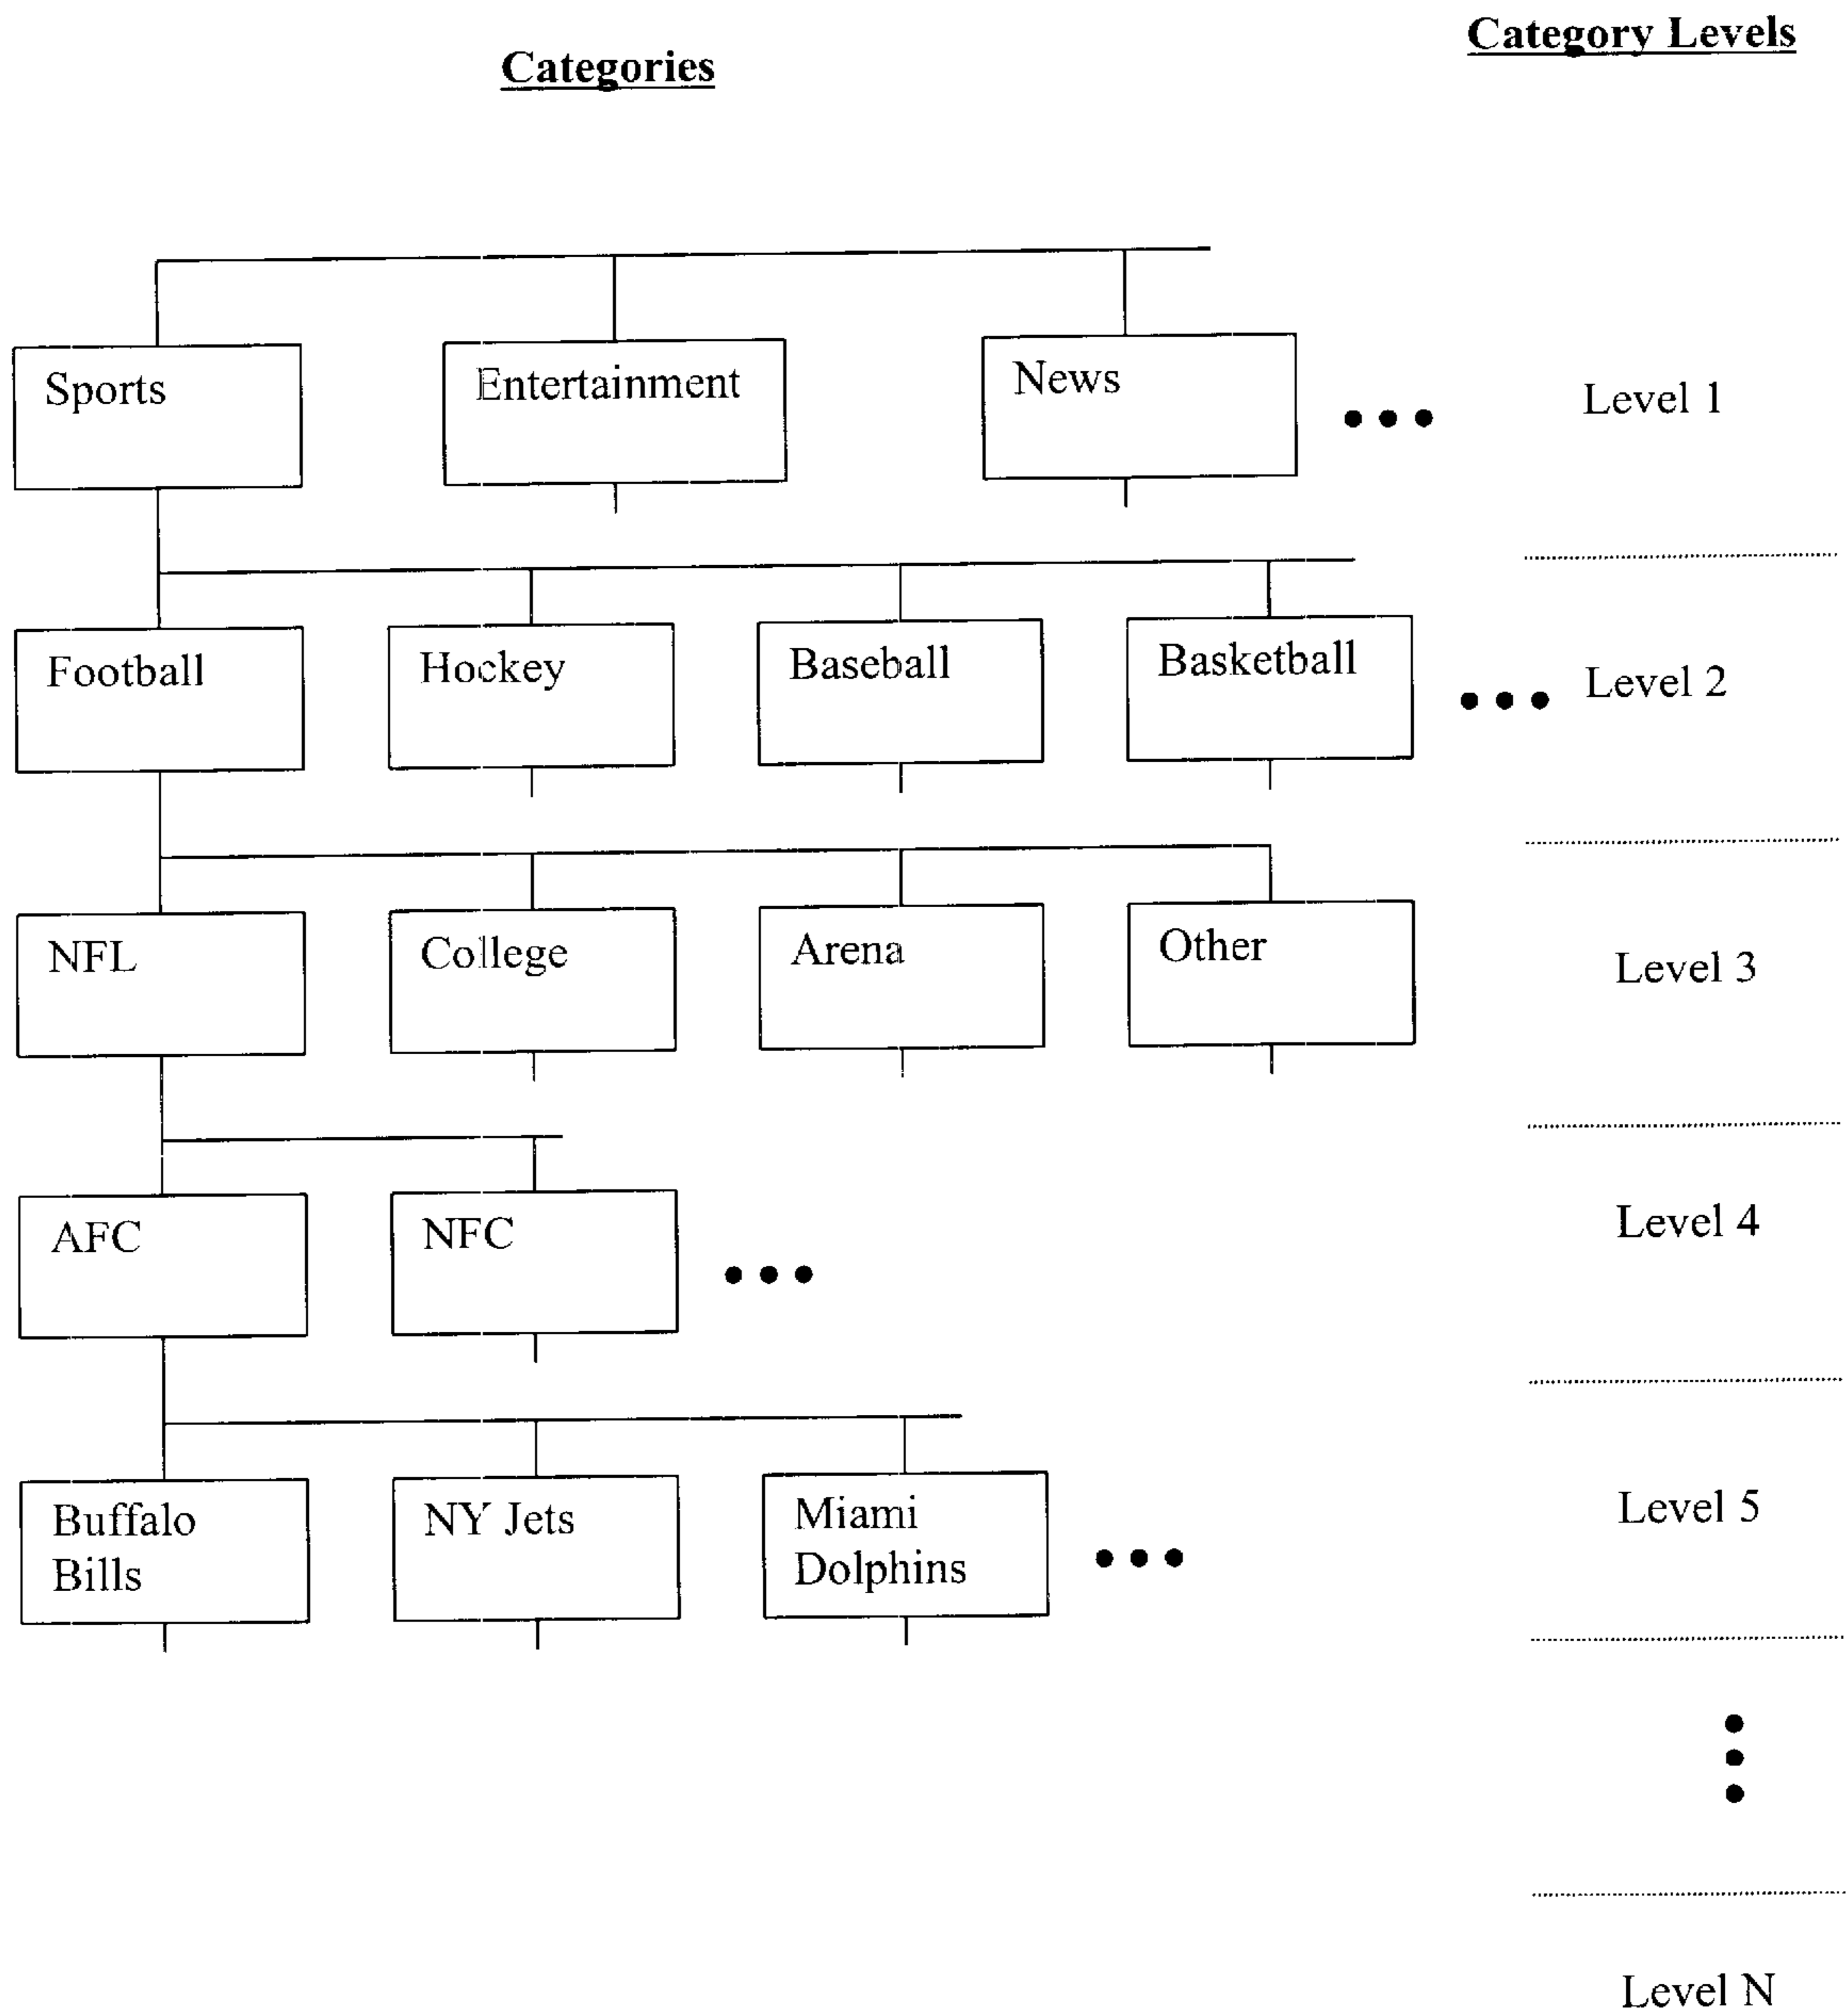 Category Levels
Categories
Sports
Entertainment
News
Level 1
Football
Hockey
Baseball
Basketball
Level 2
NFL
College
Arena
Other
Level 3
AFC
NFC
Level 4
Buffalo
Bills
NY Jets
Miami
Dolphins
Level 5
Level N